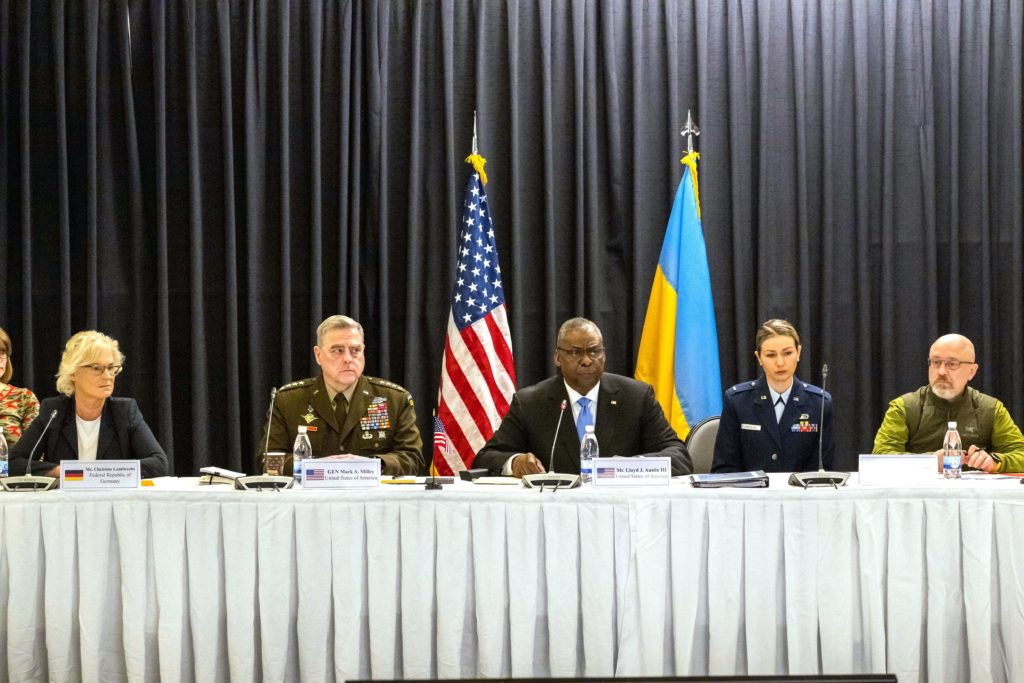 Ms. Christine Lambrecht
Federal Republic of
Germany
GEN Mark A. Milley
United States of America
Mr. Lloyd J. Austin III
United States of America